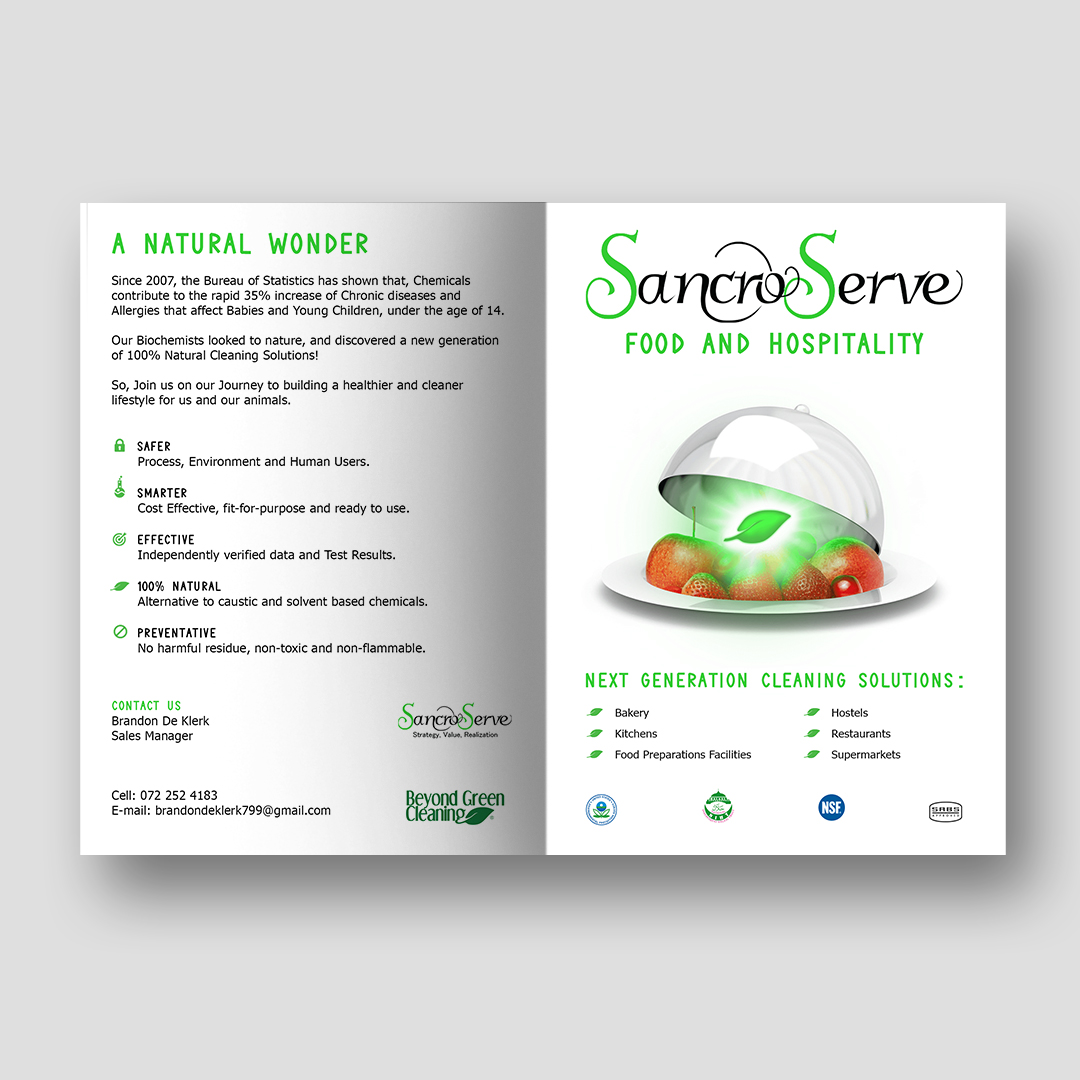 A NATURAL WONDER
Since 2007, the Bureau of Statistics has shown that, Chemicals
contribute to the rapid 35% increase of Chronic diseases and
Allergies that affect Babies and Young Children, under the age of 14.
Our Biochemists looked to nature, and discovered a new generation
of 100% Natural Cleaning Solutions!
So, Join us on our Journey to building a healthier and cleaner
lifestyle for us and our animals.
SAFER
Process, Environment and Human Users.
SMARTER
Cost Effective, fit-for-purpose and ready to use.
EFFECTIVE
Independently verified data and Test Results.
100% NATURAL
Alternative to caustic and solvent based chemicals.
PREVENTATIVE
No harmful residue, non-toxic and non-flammable.
CONTACT US
Brandon De Klerk
Sales Manager
SancroServe
Strategy, Value, Realization
Cell: 072 252 4183
E-mail: brandondeklerk799@gmail.com
Beyond Green
Cleaning®
SancroServe
FOOD AND HOSPITALITY
NEXT GENERATION CLEANING SOLUTIONS:
Bakery
Kitchens
Food Preparations Facilities
Hostels
Restaurants
Supermarkets
NSF
SABS
APPROVED